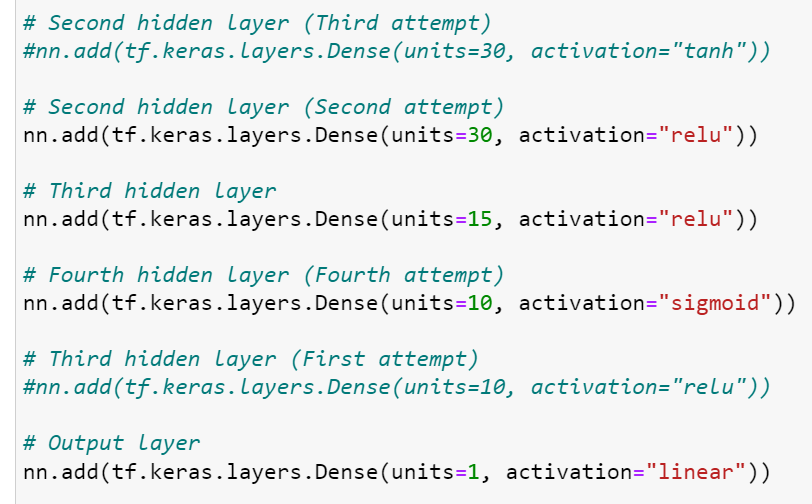 # Second hidden layer (Third attempt)
#nn.add(tf.keras.layers.Dense(units=30, activation="tanh"))
# Second hidden layer (Second attempt)
nn.add(tf.keras.layers.Dense(units=30, activation="relu"))
# Third hidden layer
nn.add(tf.keras.layers.Dense(units=15, activation="relu"))
# Fourth hidden layer (Fourth attempt)
nn.add(tf.keras.layers.Dense(units=10, activation="sigmoid"))
# Third hidden layer (First attempt)
#nn.add(tf.keras.layers.Dense(units=10, activation="relu"))
# Output layer
nn.add(tf.keras.layers.Dense(units=1, activation="linear"))